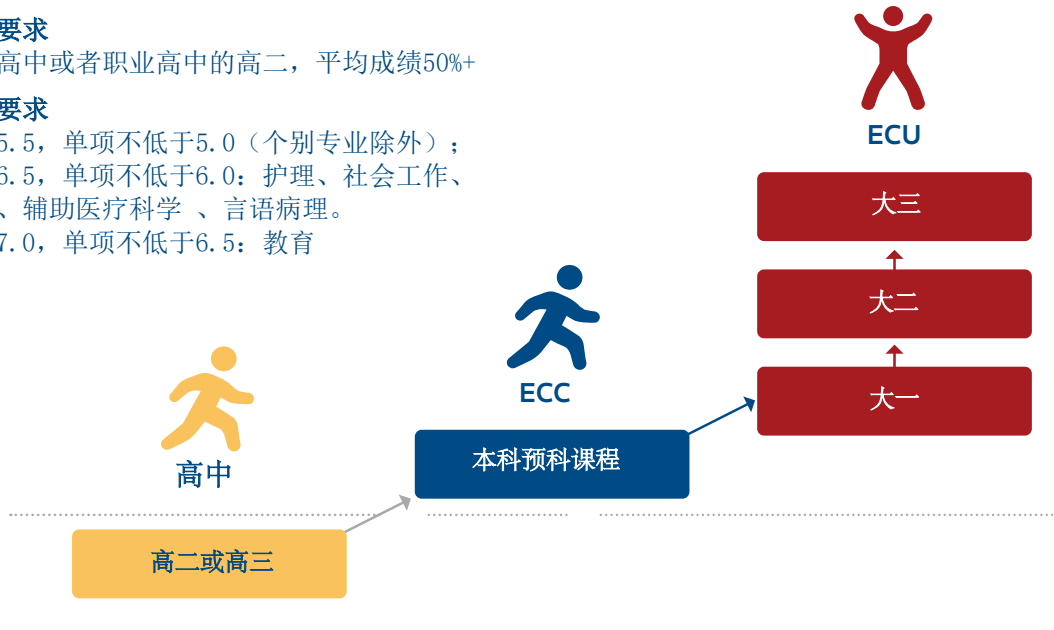 要求
高中或者职业高中的高二，平均成绩50%+
要求
5.5，单项不低于5.0（个别专业除外）；
6.5，单项不低于6.0：护理、社会工作、
、辅助医疗科学 、言语病理。
7.0，单项不低于6.5：教育
ECU
大三
大二
大一
ECC
本科预科课程
高中
高二或高三